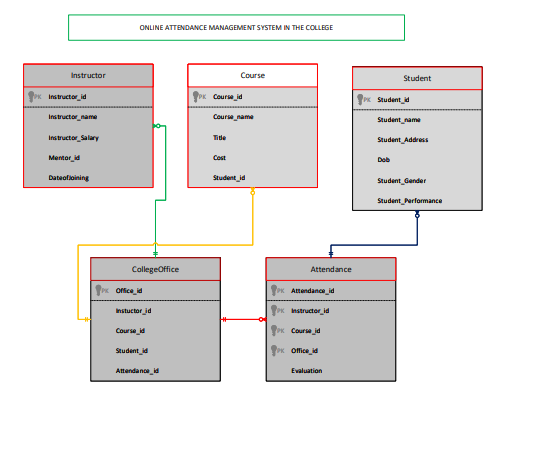 ONLINE ATTENDANCE MANAGEMENT SYSTEM IN THE COLLEGE
Instructor
PK Instructor_id
Instructor_name
Instructor_Salary
Mentor_id
DateofJoining
Course
PK Course_id
Course_name
Title
Cost
Student_id
Student
PK Student_id
Student_name
Student_Address
Dob
Student_Gender
Student_Performance
CollegeOffice
PK Office_id
Instuctor_id
Course_id
Student_id
Attendance_id
Attendance
PK Attendance_id
PK Instructor_id
PK Course_id
PK Office_id
Evaluation